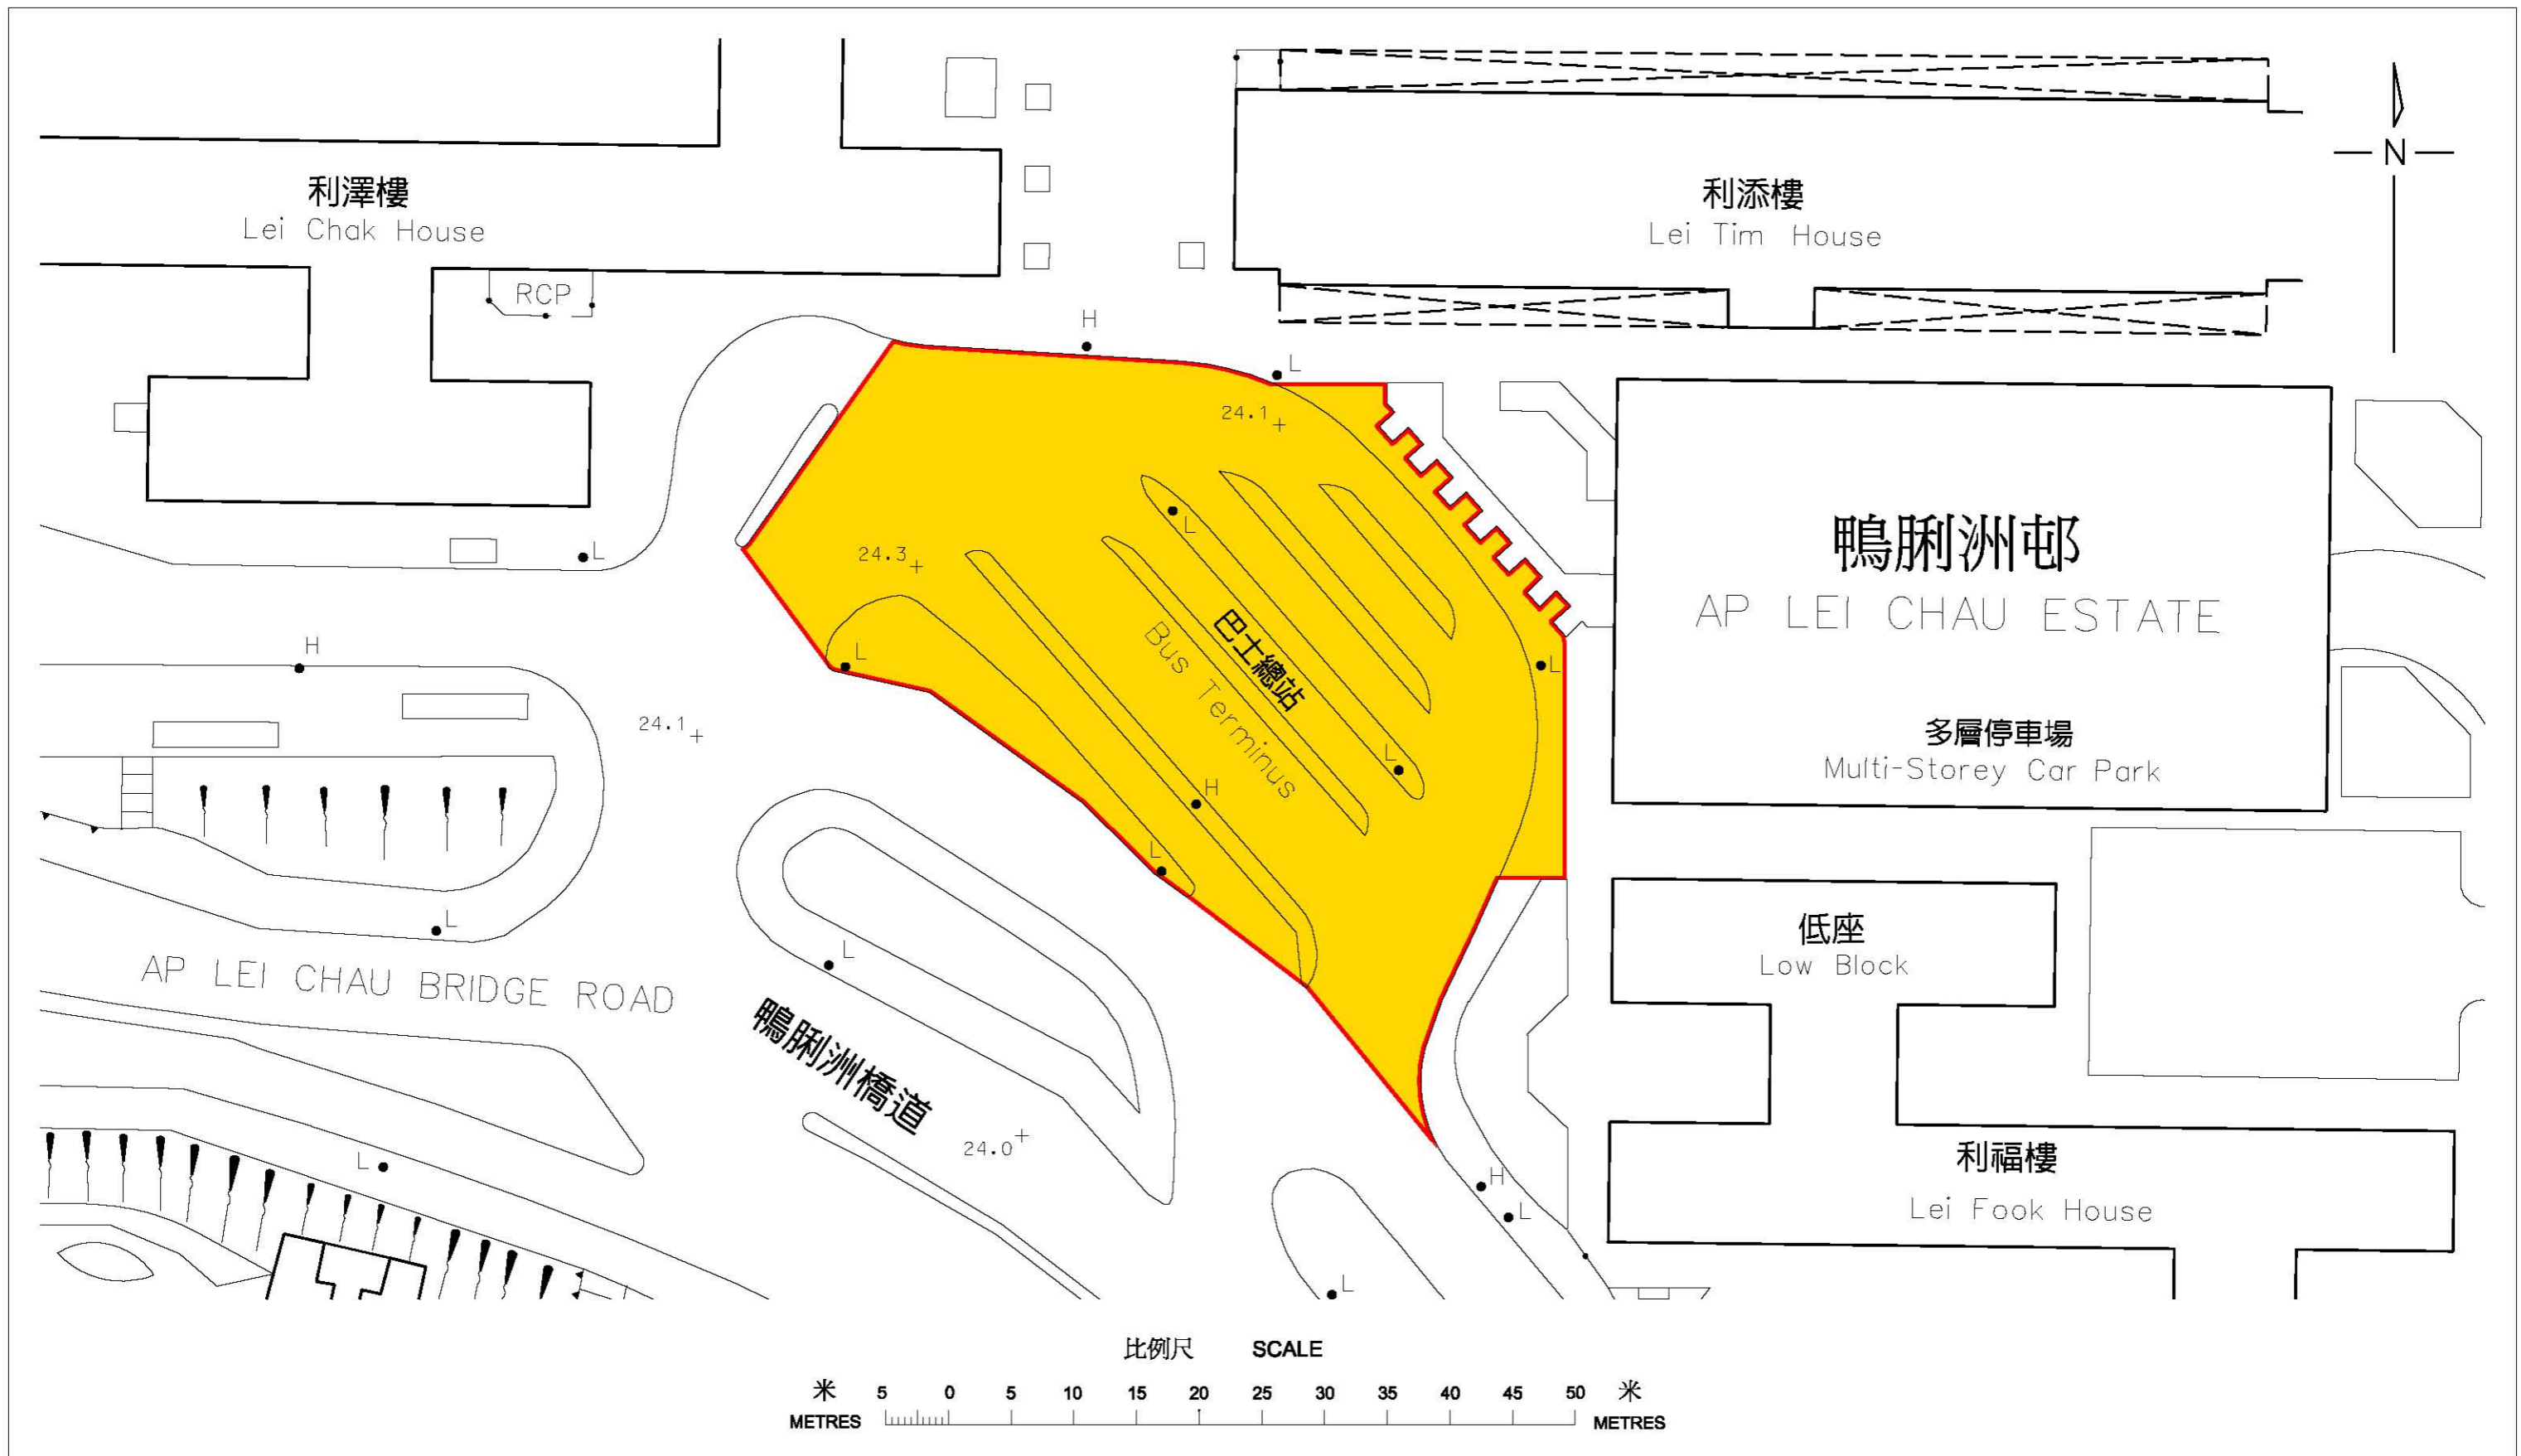 利澤樓
Lei Chak House
RCP
利添樓
Lei Tim House
N
H
L
24.1
L
24.3
L
巴士總站
Bus Terminus
L
L
L
H
L
H
24.1
鴨脷洲邨
AP LEI CHAU ESTATE
多層停車場
Multi-Storey Car Park
低座
Low Block
利福樓
Lei Fook House
L
L
AP LEI CHAU BRIDGE ROAD
鴨脷洲橋道
24.0
L
H
L
L
比例尺 SCALE
米 5 0 5 10 15 20 25 30 35 40 45 50 米
METRES METRES